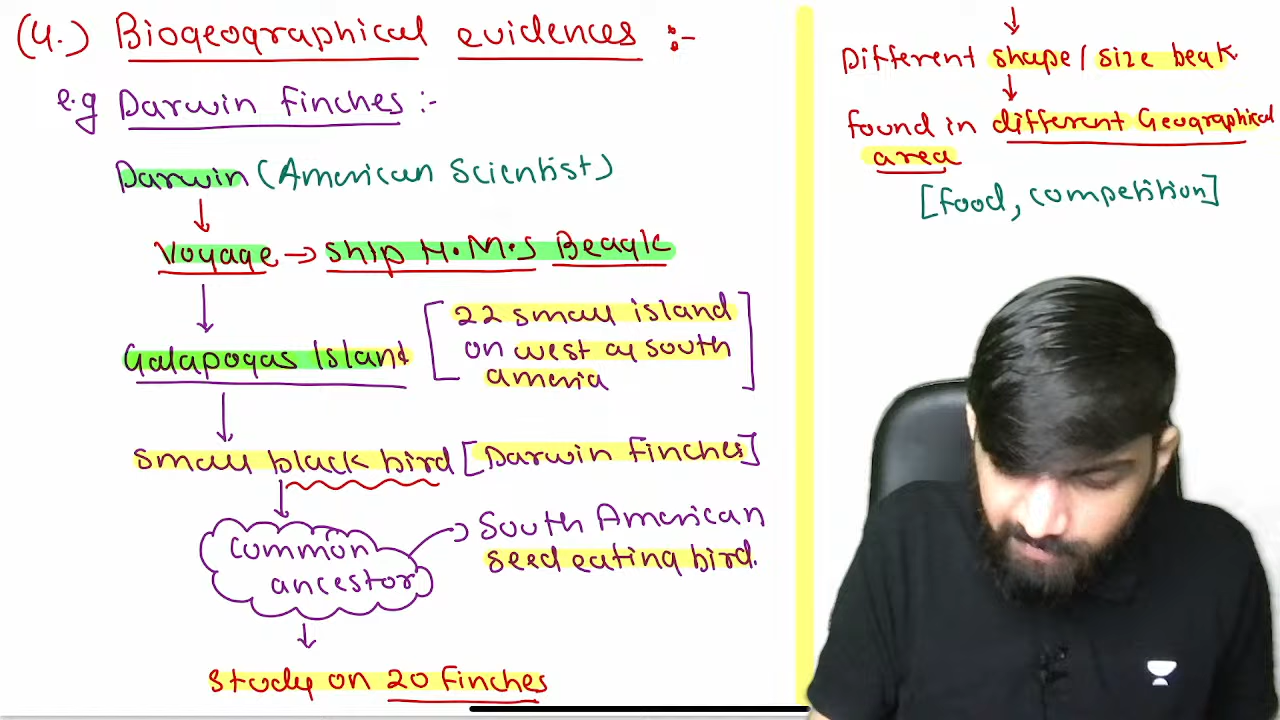 (4.) Biogeographical evidences :-
e.g Darwin Finches :-
Darwin (American Scientist)
Voyage → ship H.M.S Beagle
Galapogas Island [22 small island
on west of south
ameria]
small black bird [Darwin Finches]
common
ancestor
South American
seed eating bird.
study on 20 finches
Different shape / size beak
found in different Geographical
area
[food, competition]